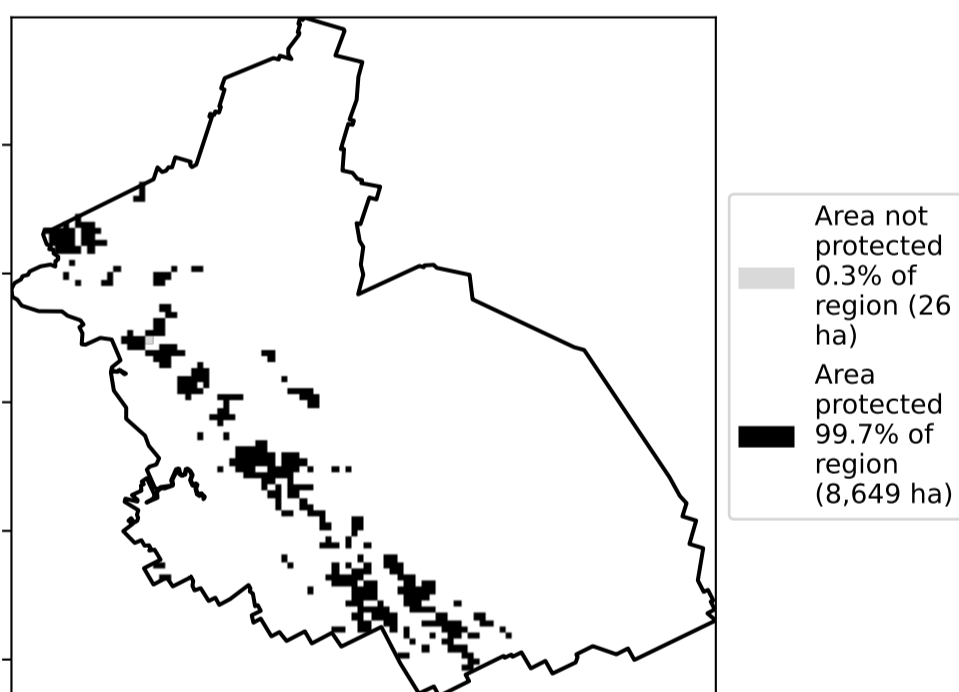 Area not
protected
0.3% of
region (26
ha)
Area
protected
99.7% of
region
(8,649 ha)